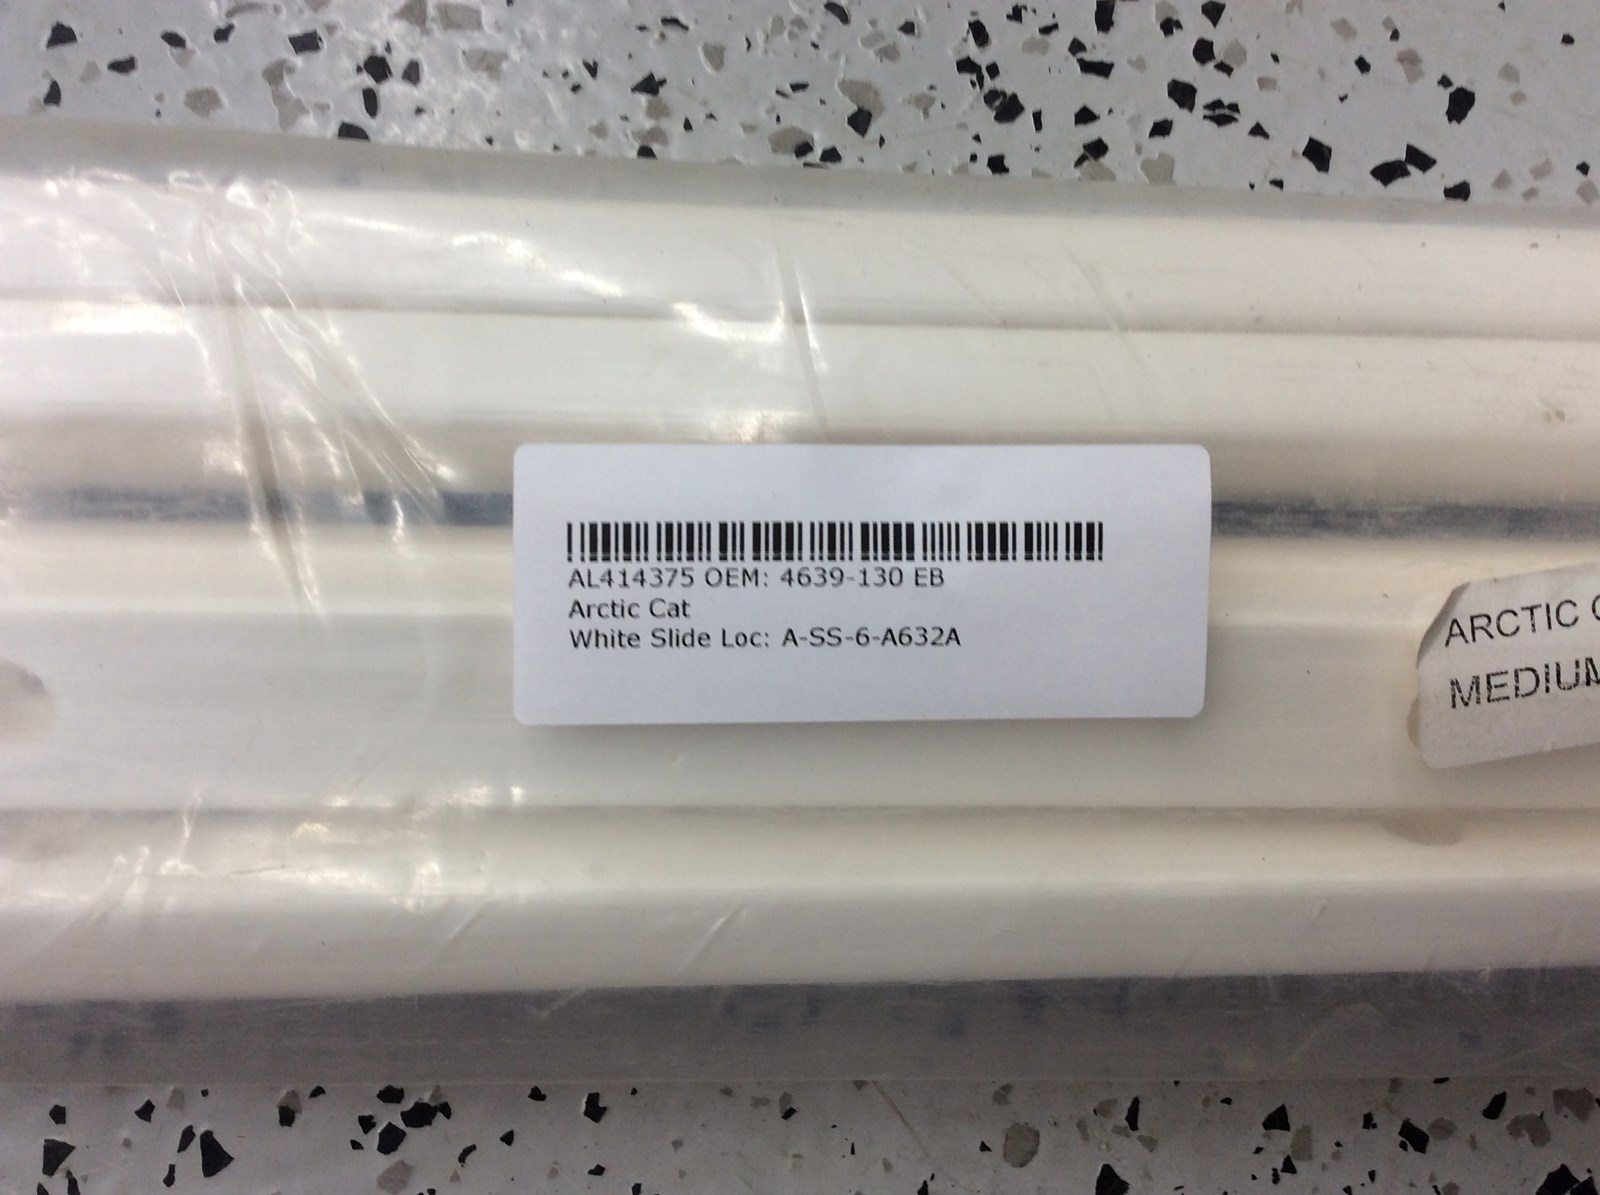 AL414375 OEM: 4639-130 EB
Arctic Cat
White Slide Loc: A-SS-6-A632A
ARCTIC
MEDIUM